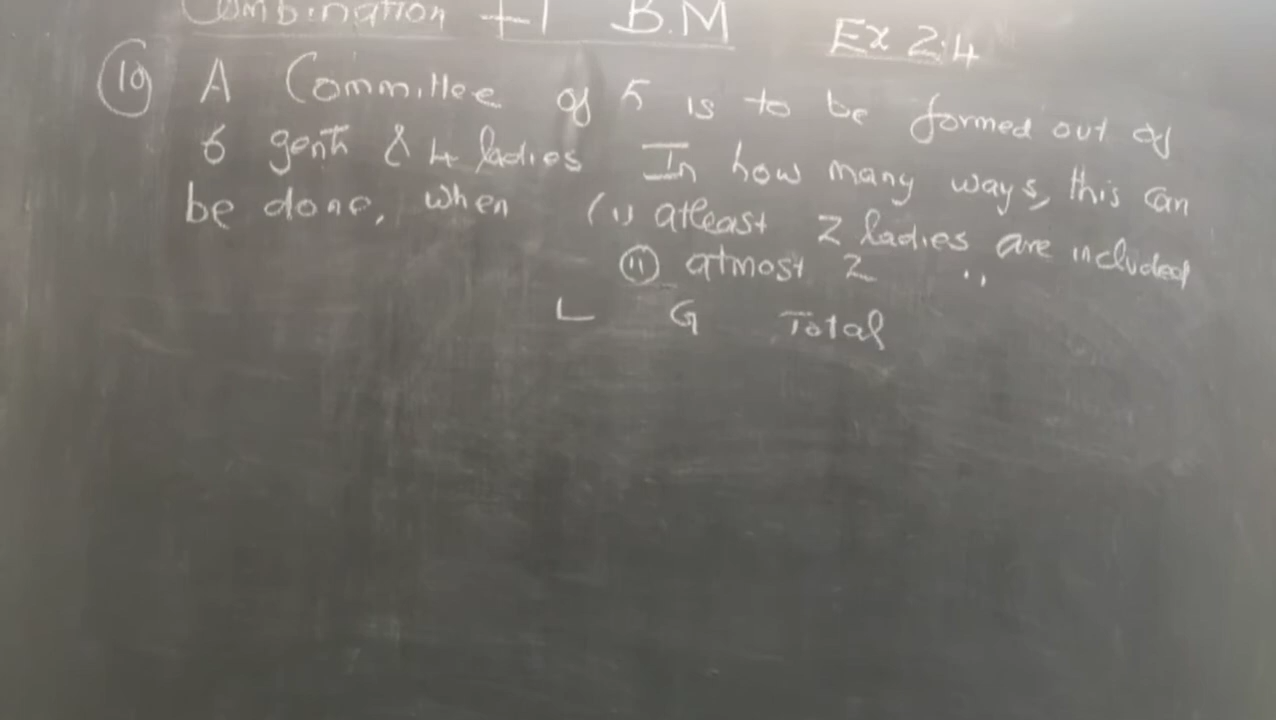 Combination +1 B.M Ex 2.4
(10) A Committee of 5 is to be formed out of
6 gents & 4 ladies In how many ways, this can
be done, when (i) atleast 2 ladies are included
(ii) atmost 2 ,,
L G Total